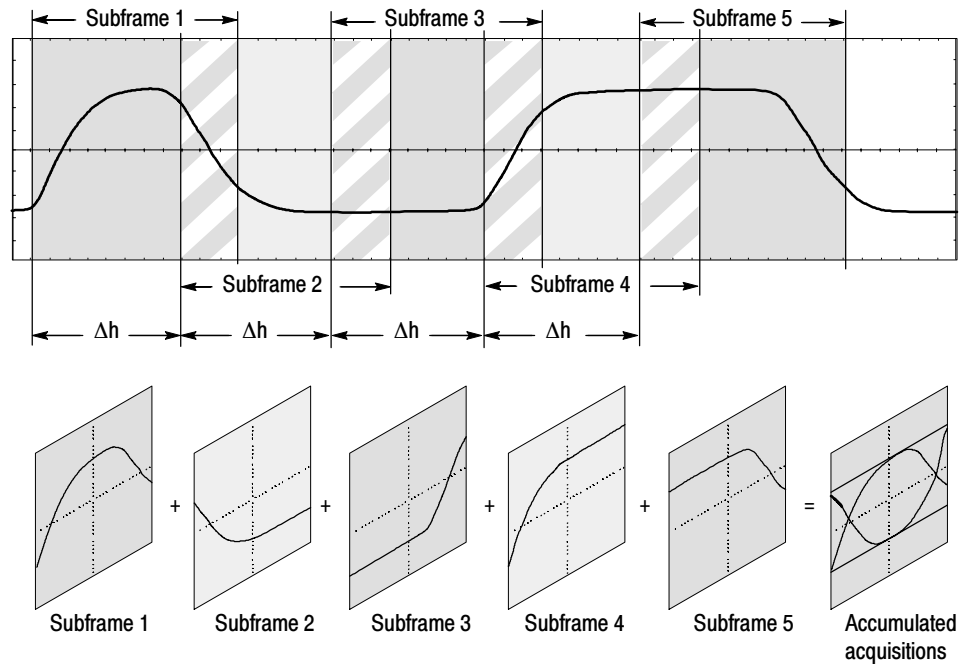 Subframe 1
Subframe 3
Subframe 5
Subframe 2
Subframe 4
Δh
Δh
Δh
Δh
+
+
+
+
=
Subframe 1
Subframe 2
Subframe 3
Subframe 4
Subframe 5
Accumulated
acquisitions